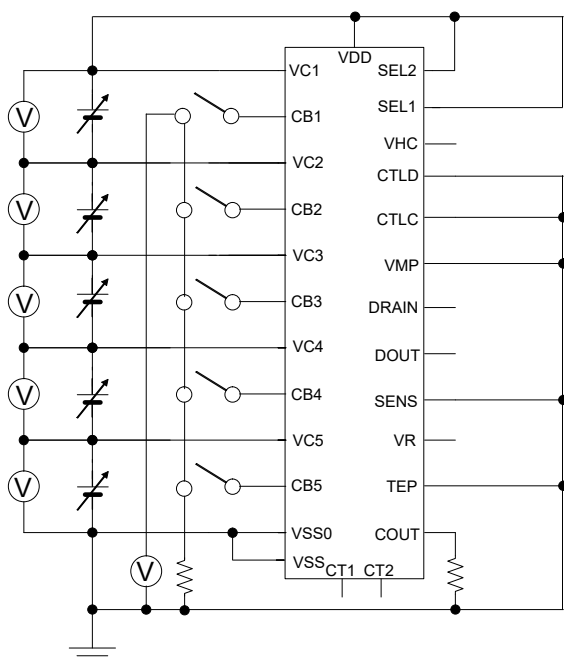 VDD
VC1
CB1
VC2
CB2
VC3
CB3
VC4
CB4
VC5
CB5
VSS0
VSS
CT1 CT2
SEL2
SEL1
VHC
CTLD
CTLC
VMP
DRAIN
DOUT
SENS
VR
TEP
COUT
V
V
V
V
V
V